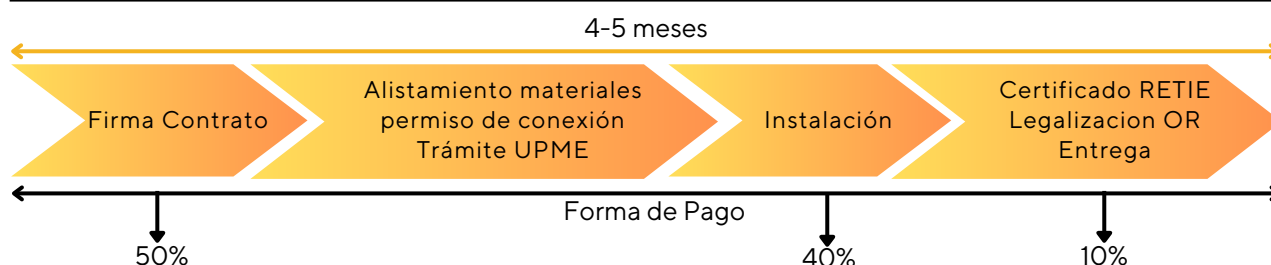 4-5 meses
Firma Contrato
Alistamiento materiales
permiso de conexión
Trámite UPME
Instalación
Certificado RETIE
Legalizacion OR
Entrega
Forma de Pago
50%
40%
10%